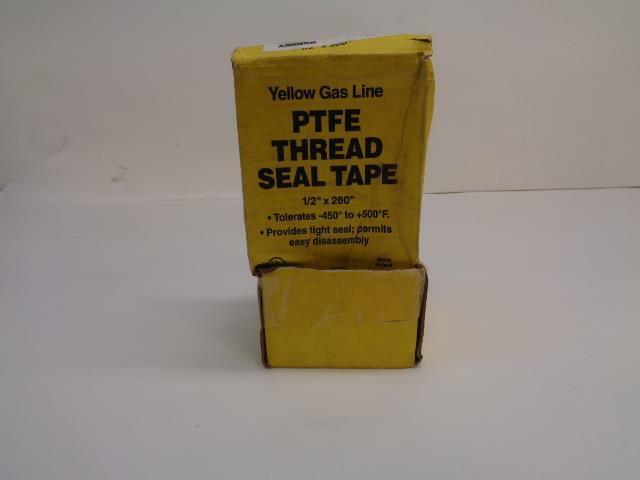 Yellow Gas Line
PTFE
THREAD
SEAL TAPE
1/2" x 260"
• Tolerates -450° to +500°F.
• Provides tight seal; permits
easy disassembly